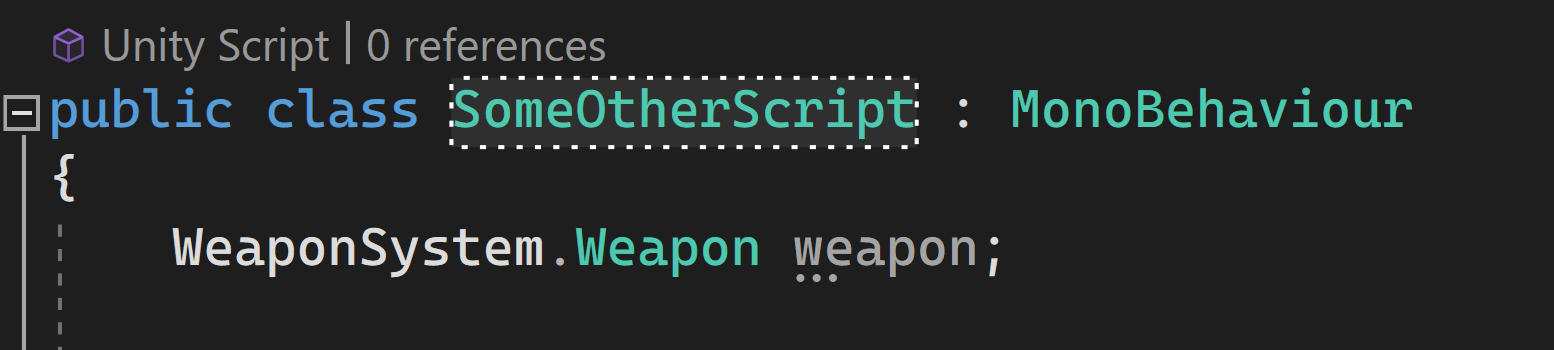 Unity Script | 0 references
public class SomeOtherScript : MonoBehaviour
{
WeaponSystem.Weapon weapon;